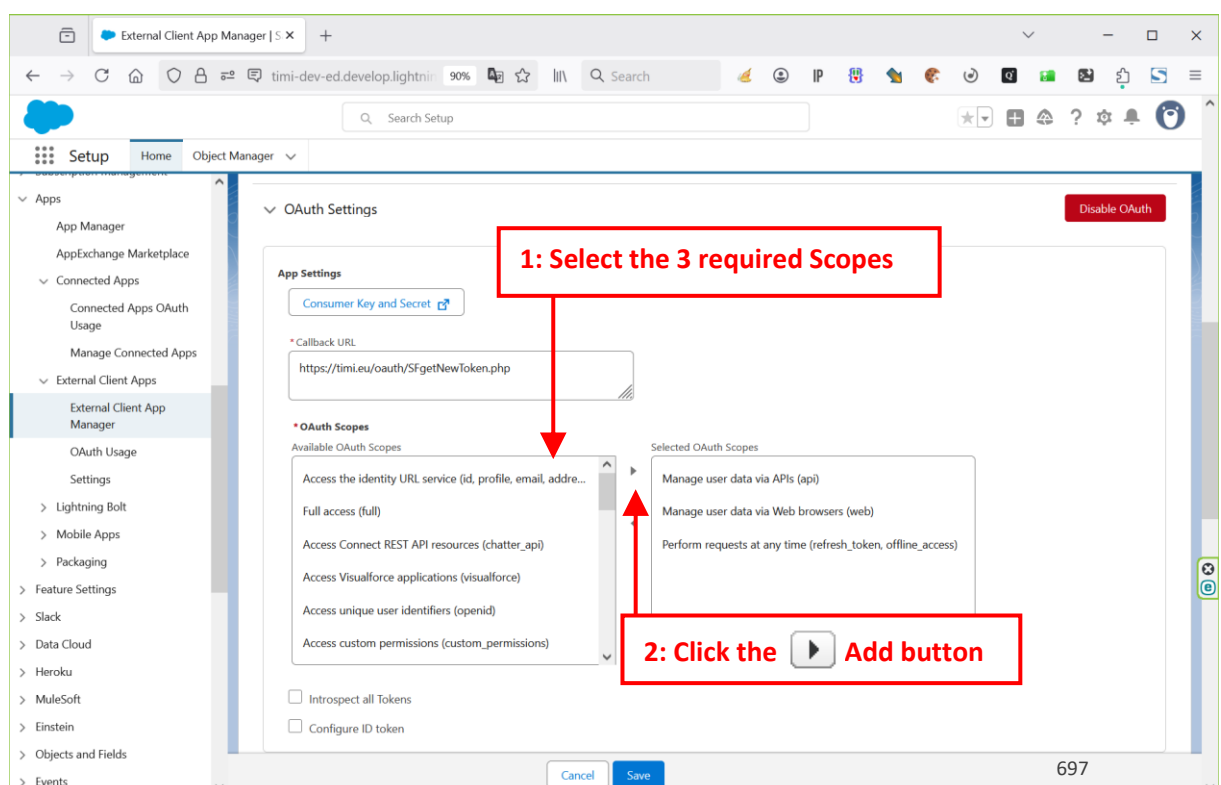 External Client App Manager | S
timi-dev-ed.develop.lightnin
90%
Search
Search Setup
Setup
Home
Object Manager
Subscription Management
Apps
App Manager
AppExchange Marketplace
Connected Apps
Connected Apps OAuth
Usage
Manage Connected Apps
External Client Apps
External Client App
Manager
OAuth Usage
Settings
Lightning Bolt
Mobile Apps
Packaging
Feature Settings
Slack
Data Cloud
Heroku
MuleSoft
Einstein
Objects and Fields
Events
OAuth Settings
Disable OAuth
1: Select the 3 required Scopes
App Settings
Consumer Key and Secret
*Callback URL
https://timi.eu/oauth/SFgetNewToken.php
*OAuth Scopes
Available OAuth Scopes
Access the identity URL service (id, profile, email, addre...
Full access (full)
Access Connect REST API resources (chatter_api)
Access Visualforce applications (visualforce)
Access unique user identifiers (openid)
Access custom permissions (custom_permissions)
Selected OAuth Scopes
Manage user data via APIs (api)
Manage user data via Web browsers (web)
Perform requests at any time (refresh_token, offline_access)
2: Click the Add button
Introspect all Tokens
Configure ID token
Cancel
Save
697